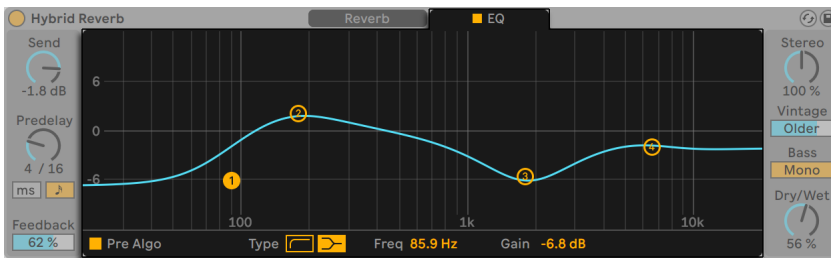 Hybrid Reverb
Reverb
EQ
Send
-1.8 dB
Predelay
4 / 16
ms
Feedback
62 %
6
0
-6
1
2
3
4
100
1k
10k
Pre Algo
Type
Freq 85.9 Hz
Gain -6.8 dB
Stereo
100 %
Vintage
Older
Bass
Mono
Dry/Wet
56 %